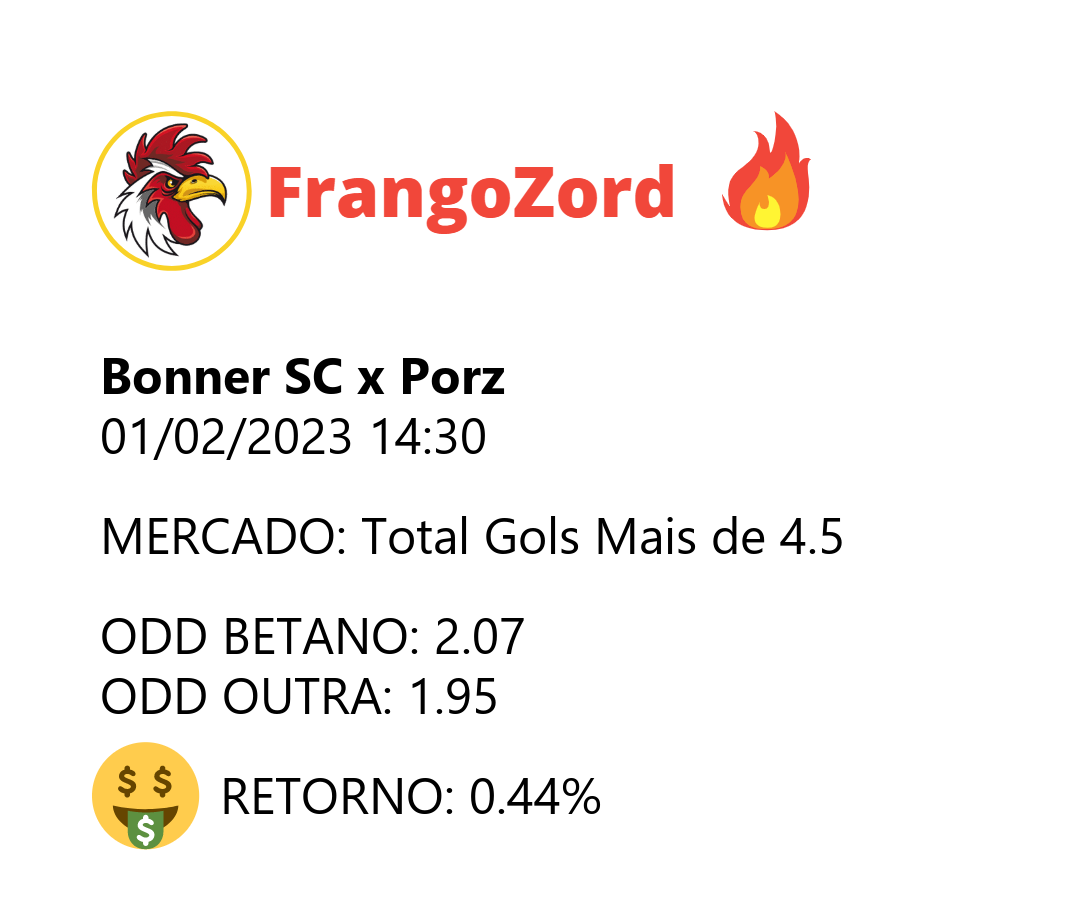 FrangoZord
Bonner SC x Porz
01/02/2023 14:30
MERCADO: Total Gols Mais de 4.5
ODD BETANO: 2.07
ODD OUTRA: 1.95
RETORNO: 0.44%